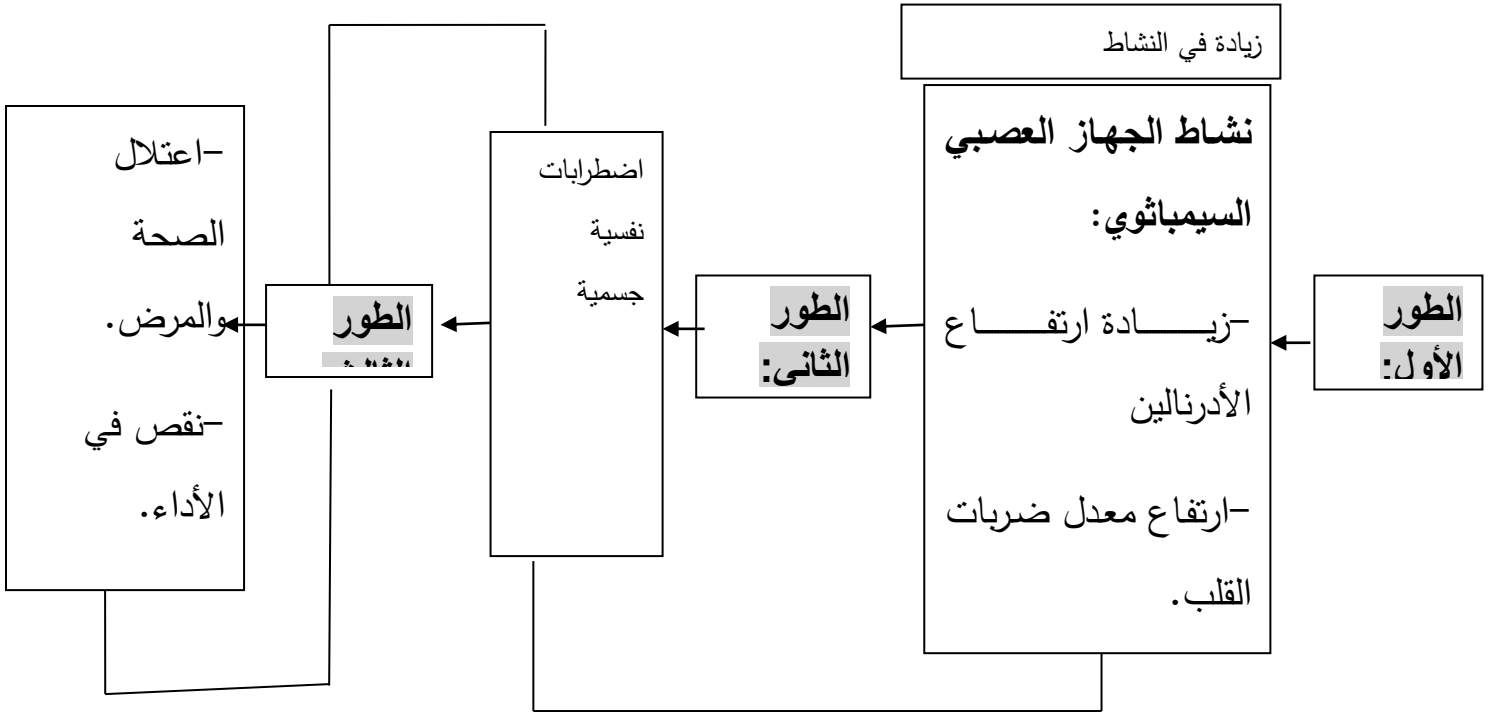 زيادة في النشاط
الطور
الأول:
نشاط الجهاز العصبي
السيمباثوي:
-زيادة ارتفاع
الأدرنالين
-ارتفاع معدل ضربات
القلب.
الطور
الثاني:
اضطرابات
نفسية
جسمية
الطور
-اعتلال
الصحة
والمرض.
-نقص في
الأداء.